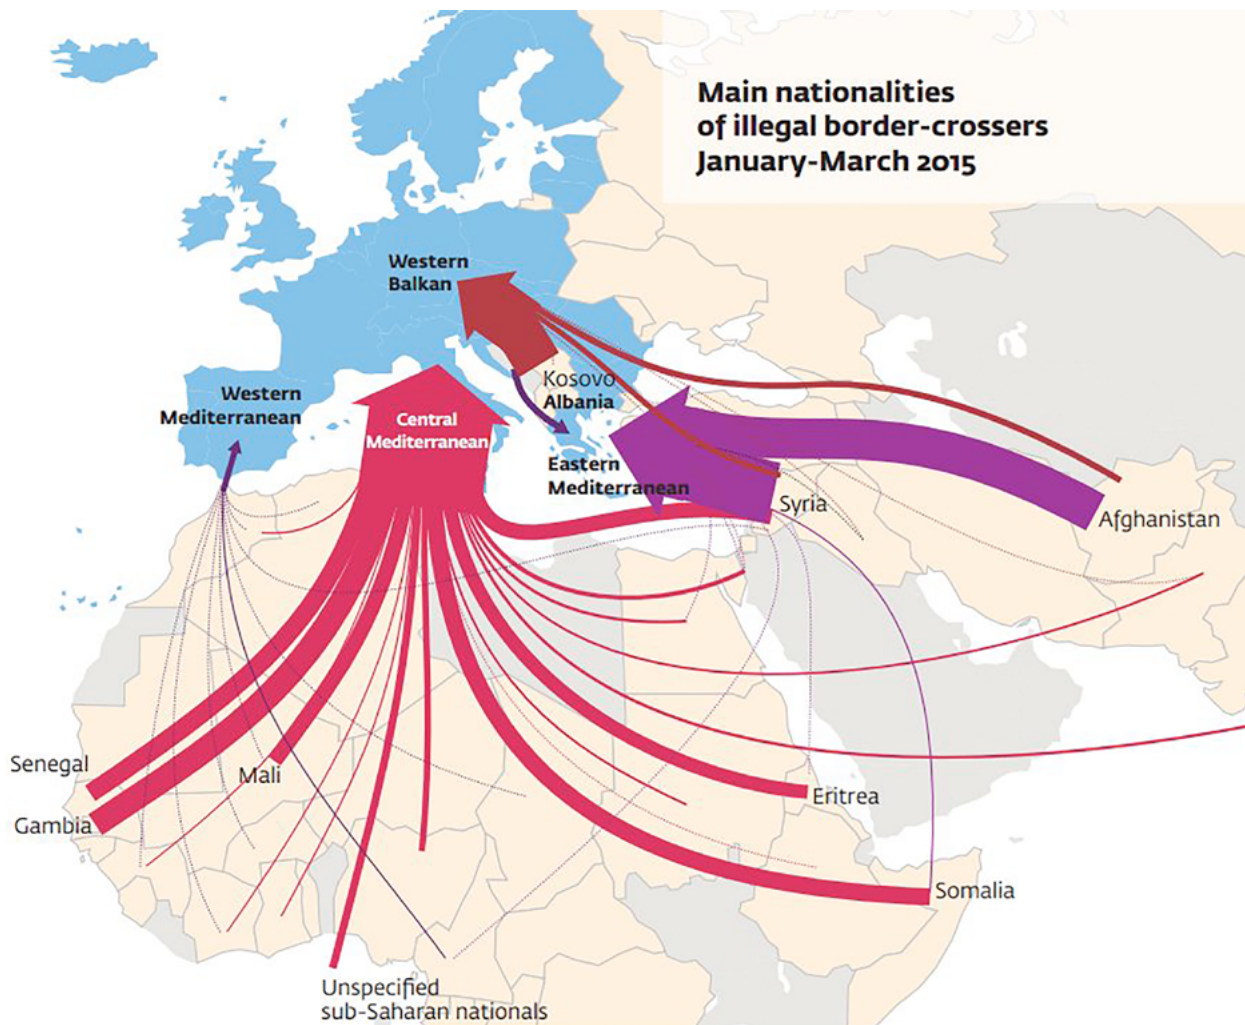 Main nationalities
of illegal border-crossers
January-March 2015
Western
Balkan
Kosovo
Albania
Western
Mediterranean
Central
Mediterranean
Eastern
Mediterranean
Syria
Afghanistan
Senegal
Mali
Gambia
Eritrea
Somalia
Unspecified
sub-Saharan nationals